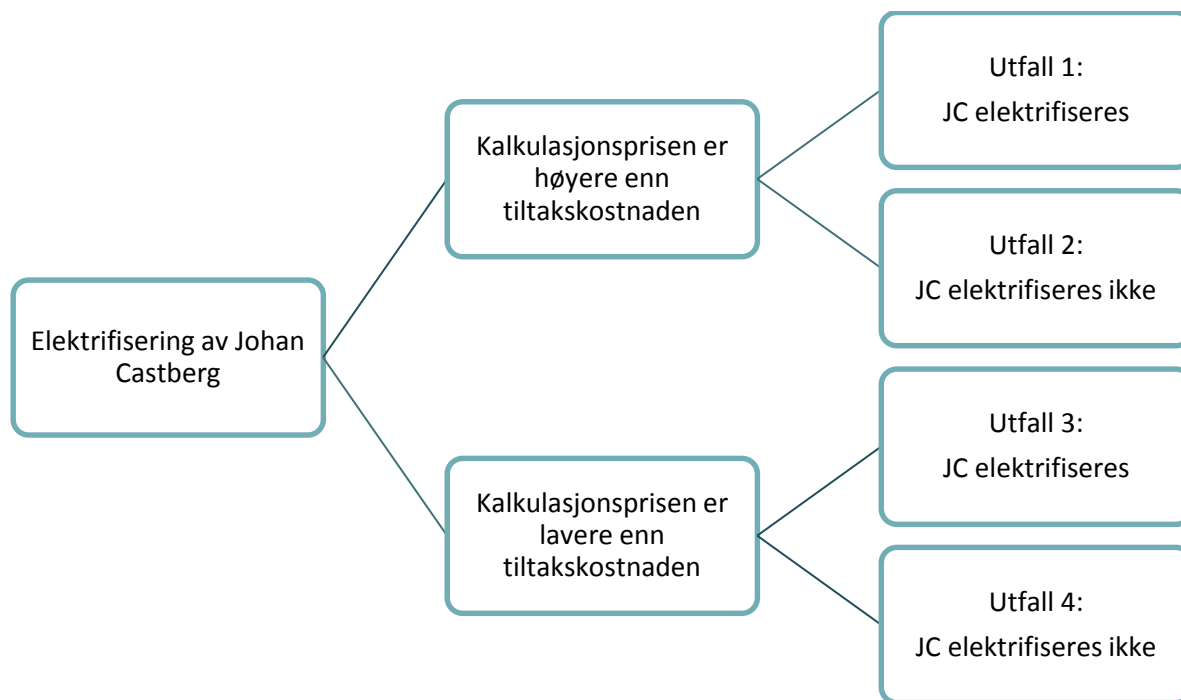 Elektrifisering av Johan
Castberg
Kalkulasjonsprisen er
høyere enn
tiltakskostnaden
Utfall 1:
JC elektrifiseres
Utfall 2:
JC elektrifiseres ikke
Kalkulasjonsprisen er
lavere enn
tiltakskostnaden
Utfall 3:
JC elektrifiseres
Utfall 4:
JC elektrifiseres ikke